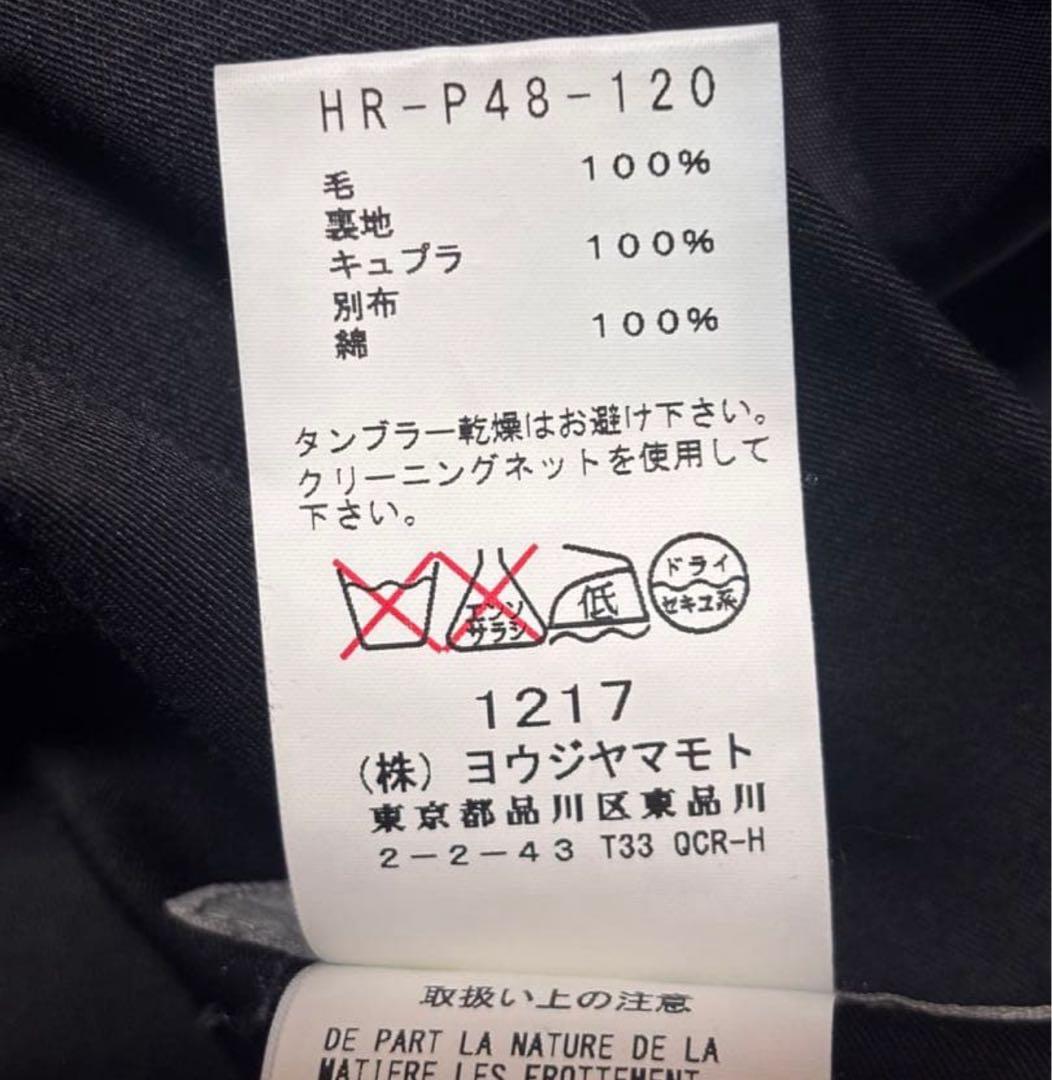 HR-P48-120
毛 100%
裏地
キュプラ 100%
別布
綿 100%
タンブラー乾燥はお避け下さい。
クリーニングネットを使用して
下さい。
エンソ
サラシ
低
ドライ
セキユ系
1217
(株) ヨウジヤマモト
東京都品川区東品川
2-2-43 T33 QCR-H
取扱い上の注意
DE PART LA NATURE DE LA
MATIERE LES FROTTEMENT